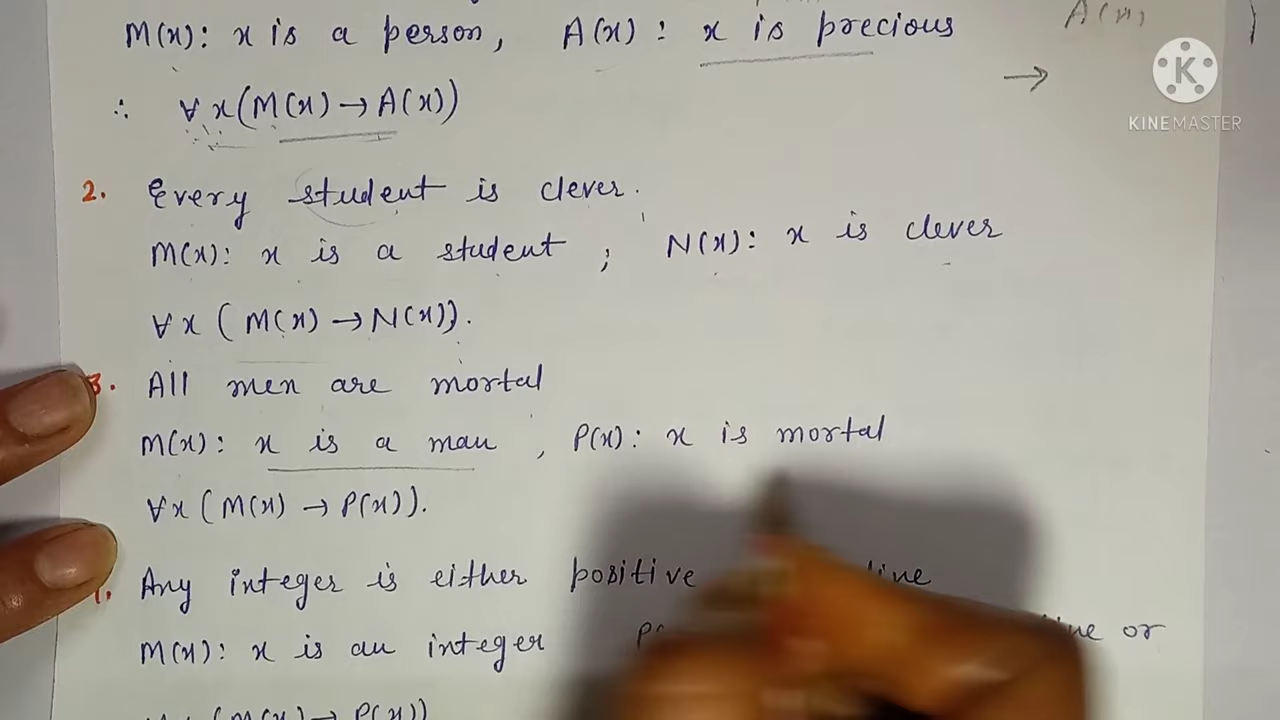 M(x): x is a person, A(x): x is precious
A(x)
→
KINEMASTER
∴ ∀x(M(x)→A(x))
2. Every student is clever.
M(x): x is a student ; N(x): x is clever
∀x (M(x)→N(x)).
3. All men are mortal
M(x): x is a man , P(x): x is mortal
∀x (M(x) → P(x)).
Any integer is either positive
M(x): x is an integer or
∀x (M(x)→ P(x))